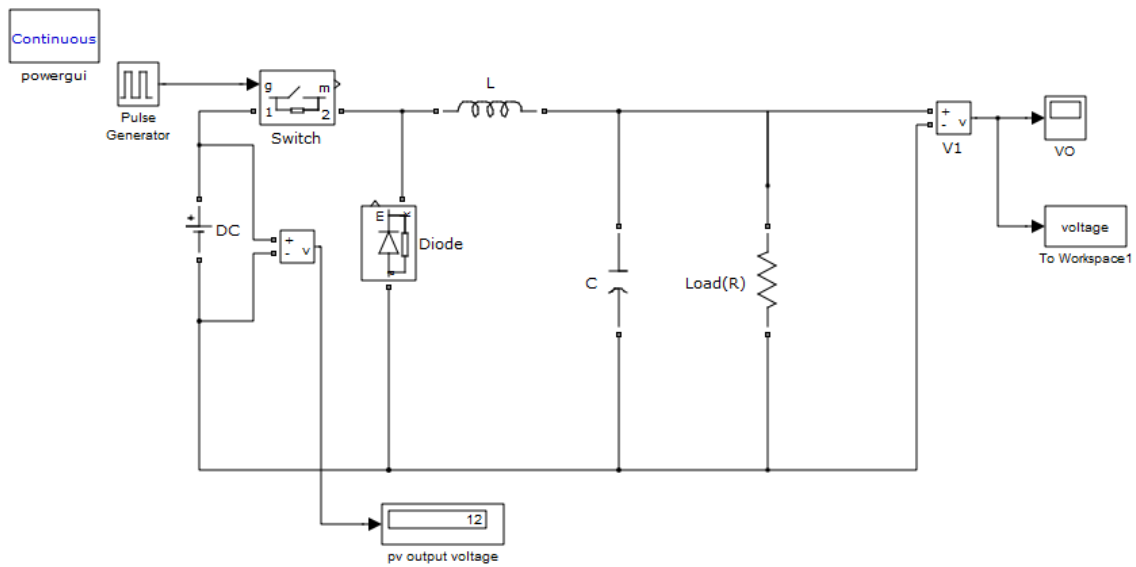 Continuous
powergui
Pulse
Generator
g m
1 2
Switch
L
+
- v
V1
VO
voltage
To Workspace1
+
DC
+
- v
E
Diode
C
Load(R)
12
pv output voltage